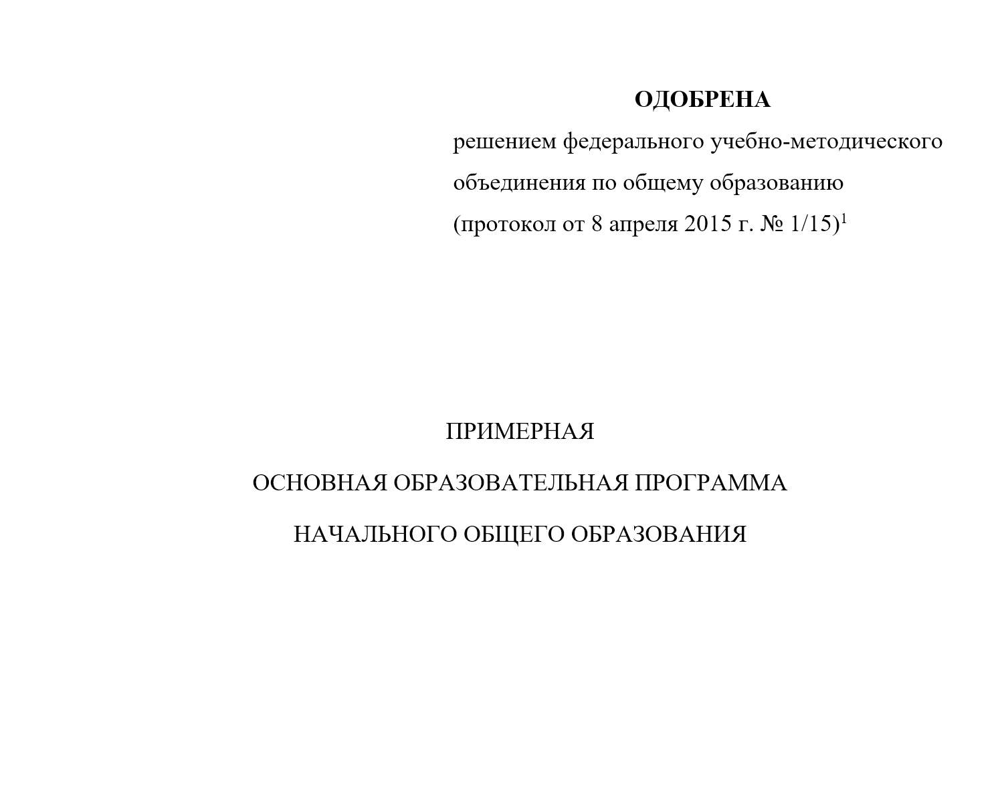 ОДОБРЕНА
решением федерального учебно-методического
объединения по общему образованию
(протокол от 8 апреля 2015 г. № 1/15)¹
ПРИМЕРНАЯ
ОСНОВНАЯ ОБРАЗОВАТЕЛЬНАЯ ПРОГРАММА
НАЧАЛЬНОГО ОБЩЕГО ОБРАЗОВАНИЯ